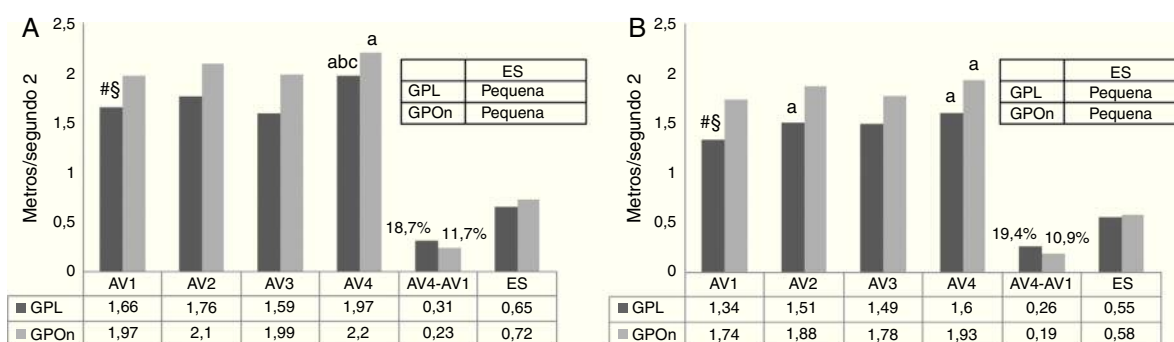 A
Metros/segundo 2
2,5
2
1,5
1
0,5
0
#§
abc
a
18,7%
11,7%
ES
GPL Pequena
GPOn Pequena
AV1 AV2 AV3 AV4 AV4-AV1 ES
GPL 1,66 1,76 1,59 1,97 0,31 0,65
GPOn 1,97 2,1 1,99 2,2 0,23 0,72
B
Metros/segundo 2
2,5
2
1,5
1
0,5
0
#§
a
a
a
19,4%
10,9%
ES
GPL Pequena
GPOn Pequena
AV1 AV2 AV3 AV4 AV4-AV1 ES
GPL 1,34 1,51 1,49 1,6 0,26 0,55
GPOn 1,74 1,88 1,78 1,93 0,19 0,58